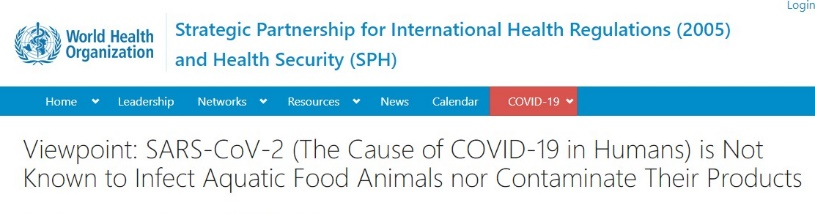 Login
World Health
Organization
Strategic Partnership for International Health Regulations (2005)
and Health Security (SPH)
Home
Leadership
Networks
Resources
News
Calendar
COVID-19
Viewpoint: SARS-CoV-2 (The Cause of COVID-19 in Humans) is Not
Known to Infect Aquatic Food Animals nor Contaminate Their Products